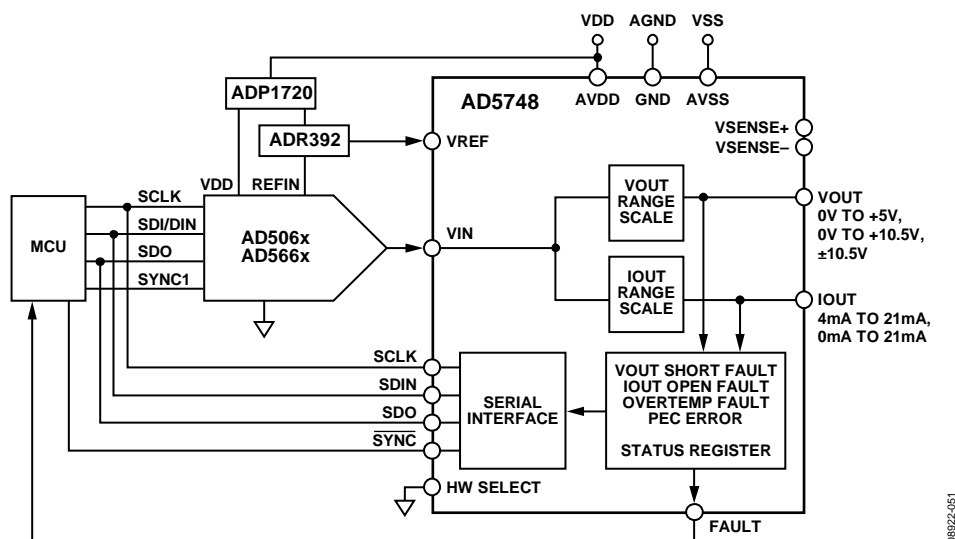 VDD AGND VSS
ADP1720
AD5748
AVDD GND AVSS
ADR392
VREF
VSENSE+
VSENSE–
VDD REFIN
MCU
SCLK
SDI/DIN
SDO
SYNC1
AD506x
AD566x
VIN
VOUT
RANGE
SCALE
VOUT
0V TO +5V,
0V TO +10.5V,
±10.5V
IOUT
RANGE
SCALE
IOUT
4mA TO 21mA,
0mA TO 21mA
SCLK
SDIN
SDO
SYNC
SERIAL
INTERFACE
VOUT SHORT FAULT
IOUT OPEN FAULT
OVERTEMP FAULT
PEC ERROR
STATUS REGISTER
HW SELECT
FAULT
08922-051